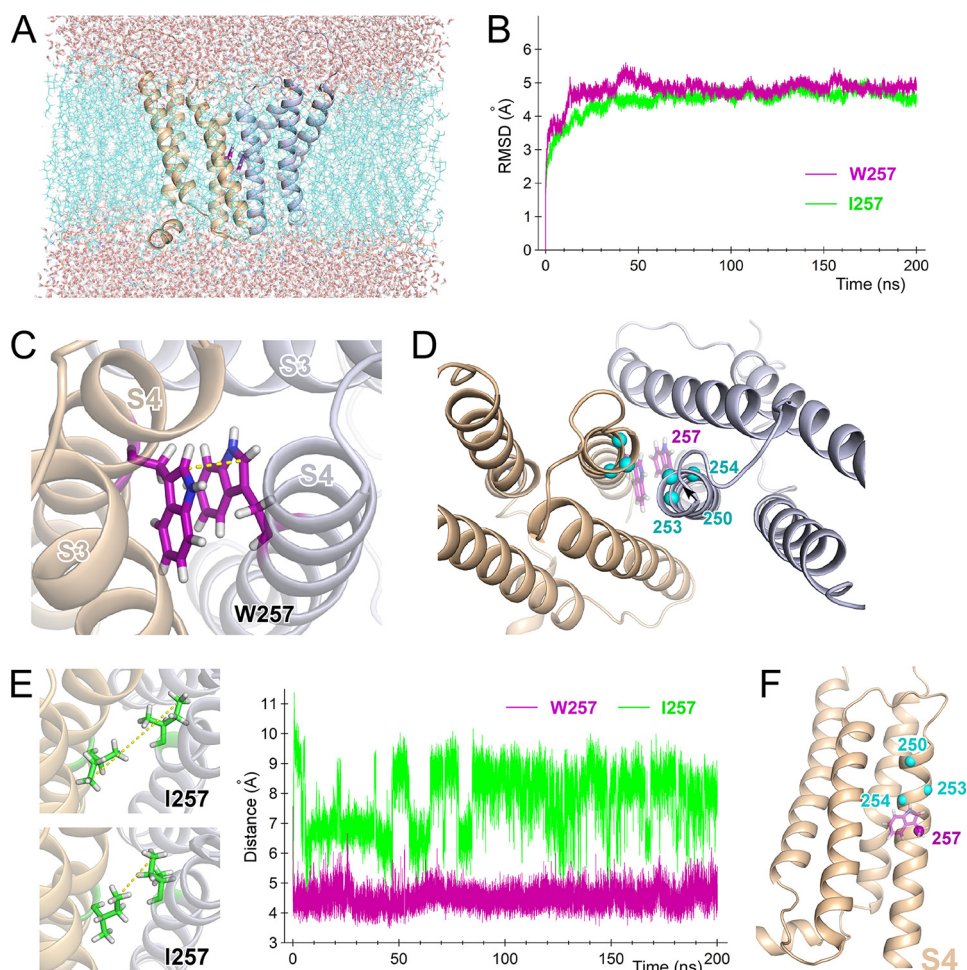 A
B
6
5
4
3
2
1
0
RMSD (Å)
W257
I257
0
50
100
150
200
Time (ns)
C
S3
S4
S4
S3
W257
D
257
254
253
250
E
I257
I257
11
10
9
8
7
6
5
4
3
Distance (Å)
W257
I257
0
50
100
150
200
Time (ns)
F
250
253
254
257
S4